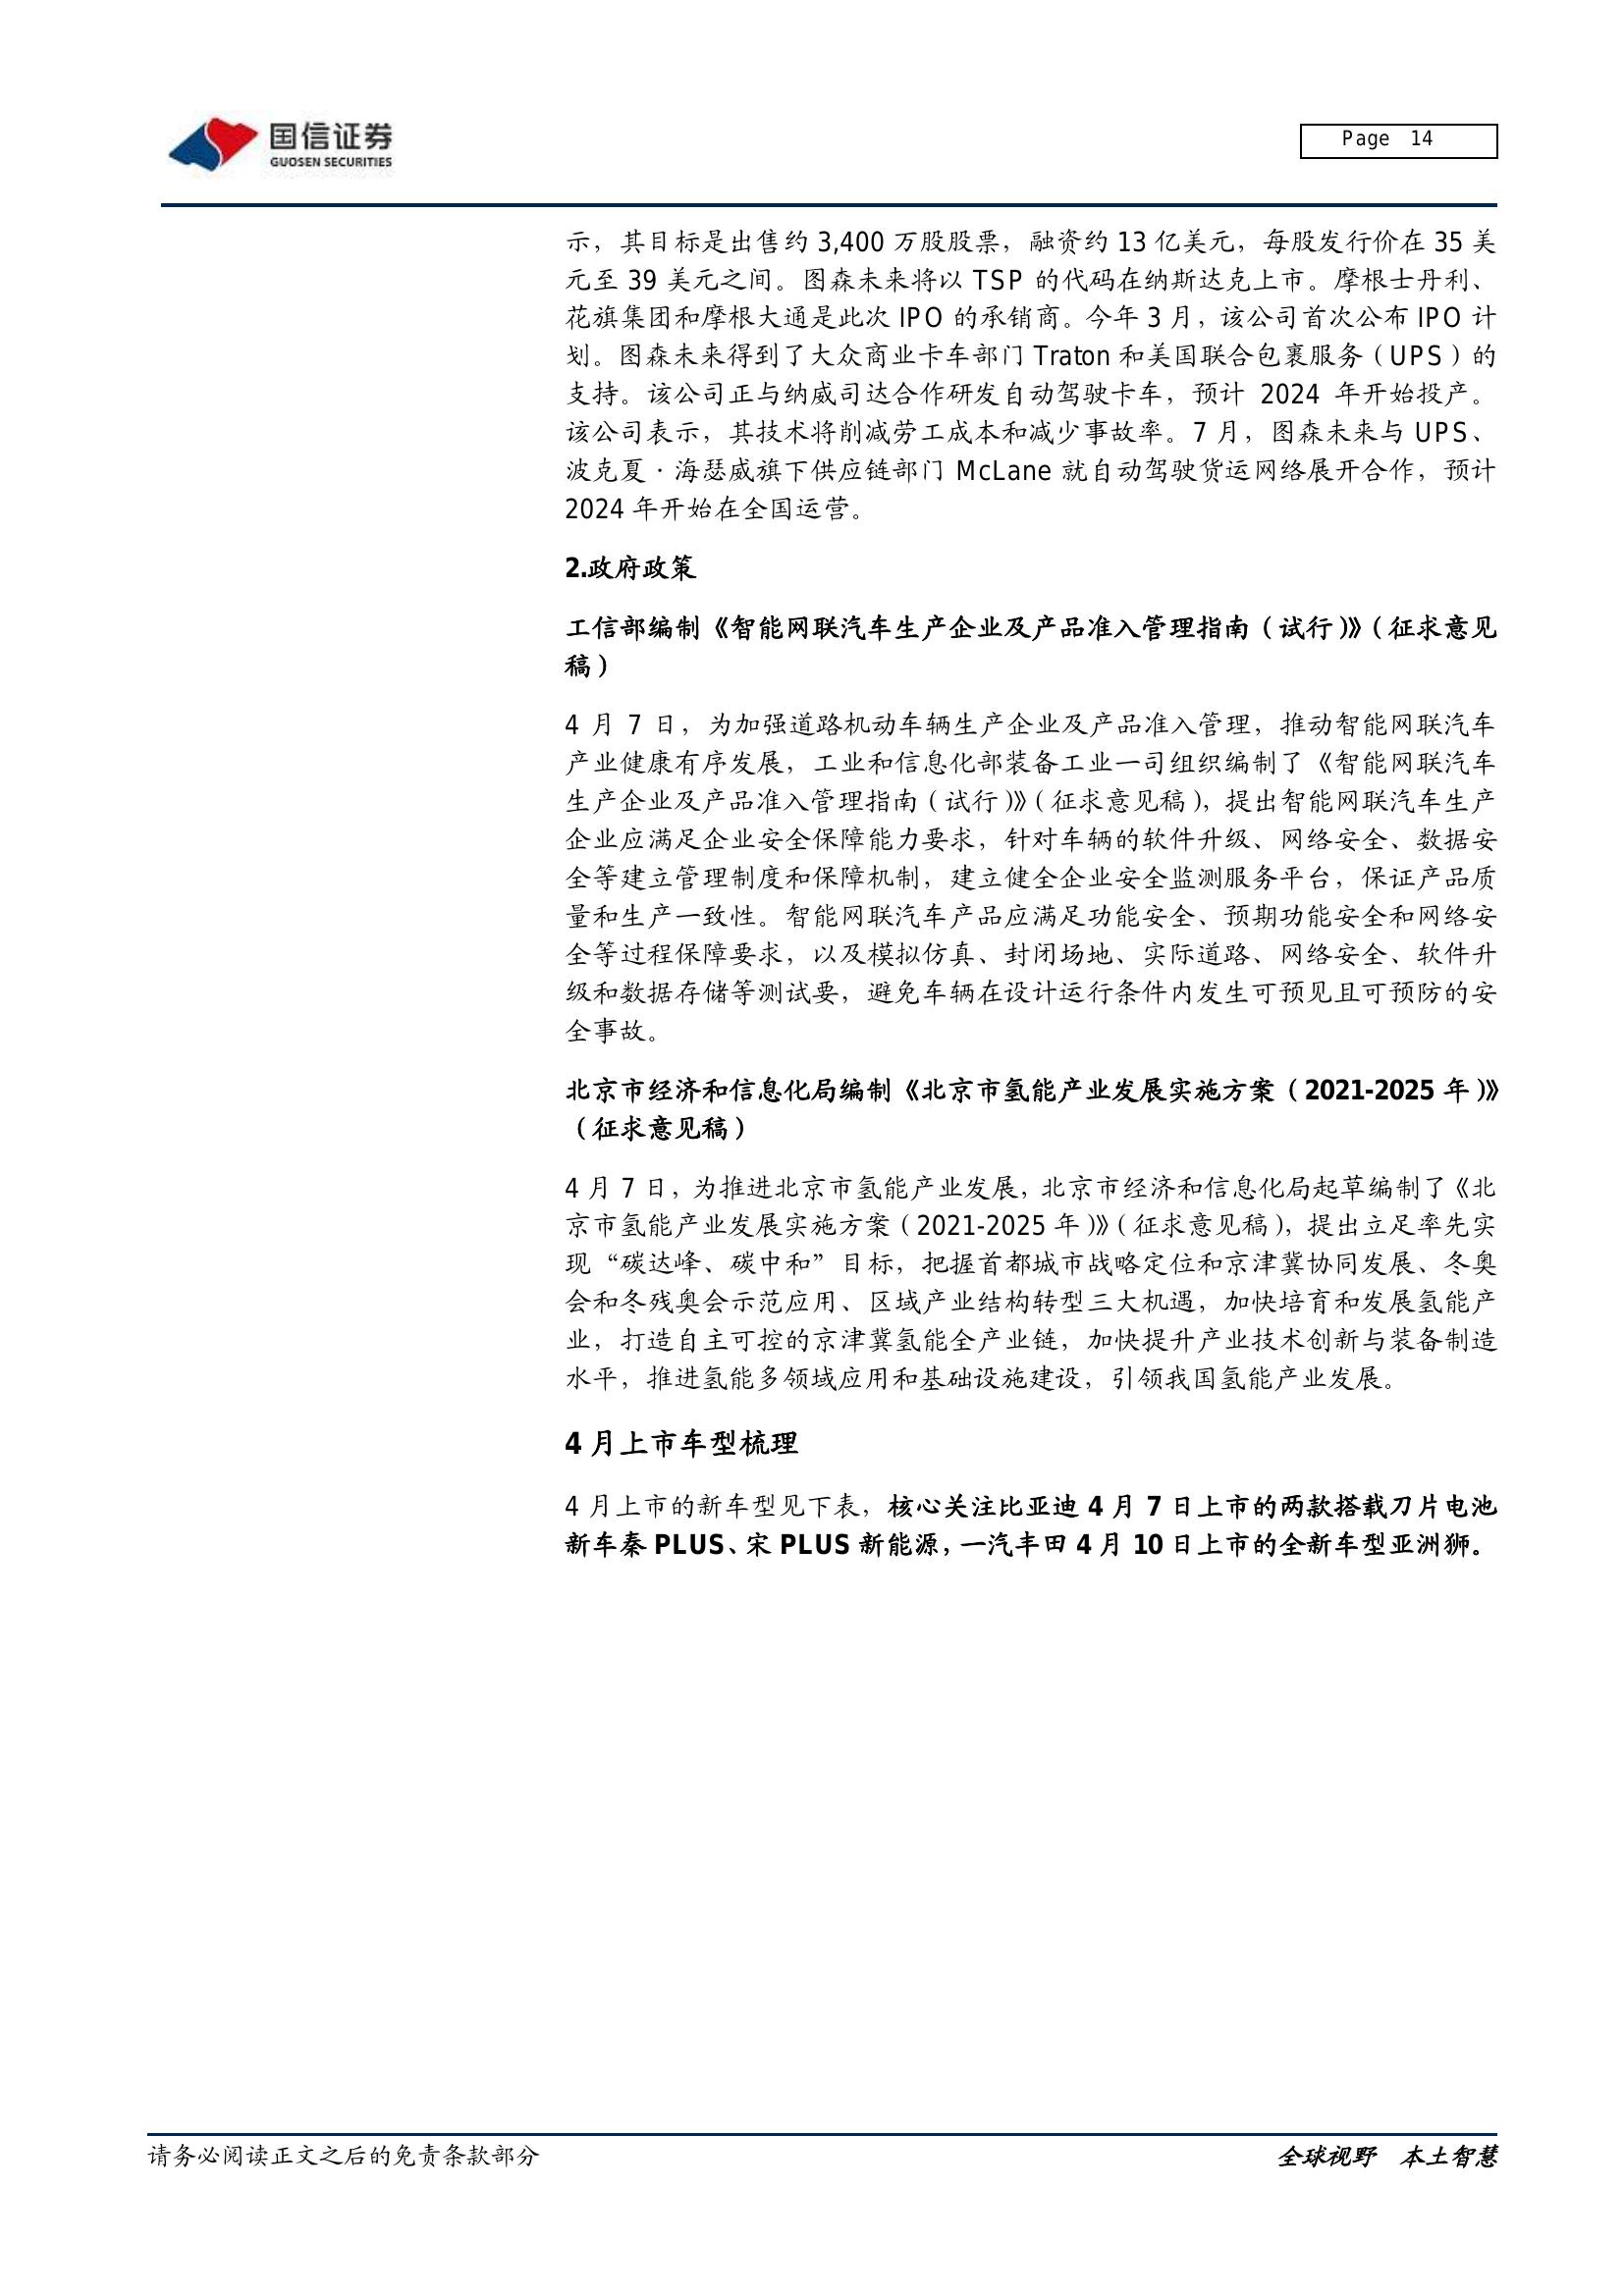 国信证券
GUOSEN SECURITIES
Page 14
示，其目标是出售约 3,400 万股股票，融资约 13 亿美元，每股发行价在 35 美
元至 39 美元之间。图森未来将以 TSP 的代码在纳斯达克上市。摩根士丹利、
花旗集团和摩根大通是此次 IPO 的承销商。今年 3 月，该公司首次公布 IPO 计
划。图森未来得到了大众商业卡车部门 Traton 和美国联合包裹服务（UPS）的
支持。该公司正与纳威司达合作研发自动驾驶卡车，预计 2024 年开始投产。
该公司表示，其技术将削减劳工成本和减少事故率。7 月，图森未来与 UPS、
波克夏·海瑟威旗下供应链部门 McLane 就自动驾驶货运网络展开合作，预计
2024 年开始在全国运营。
2.政府政策
工信部编制《智能网联汽车生产企业及产品准入管理指南（试行）》（征求意见
稿）
4 月 7 日，为加强道路机动车辆生产企业及产品准入管理，推动智能网联汽车
产业健康有序发展，工业和信息化部装备工业一司组织编制了《智能网联汽车
生产企业及产品准入管理指南（试行）》（征求意见稿），提出智能网联汽车生产
企业应满足企业安全保障能力要求，针对车辆的软件升级、网络安全、数据安
全等建立管理制度和保障机制，建立健全企业安全监测服务平台，保证产品质
量和生产一致性。智能网联汽车产品应满足功能安全、预期功能安全和网络安
全等过程保障要求，以及模拟仿真、封闭场地、实际道路、网络安全、软件升
级和数据存储等测试要，避免车辆在设计运行条件内发生可预见且可预防的安
全事故。
北京市经济和信息化局编制《北京市氢能产业发展实施方案（2021-2025 年）》
（征求意见稿）
4 月 7 日，为推进北京市氢能产业发展，北京市经济和信息化局起草编制了《北
京市氢能产业发展实施方案（2021-2025 年）》（征求意见稿），提出立足率先实
现“碳达峰、碳中和”目标，把握首都城市战略定位和京津冀协同发展、冬奥
会和冬残奥会示范应用、区域产业结构转型三大机遇，加快培育和发展氢能产
业，打造自主可控的京津冀氢能全产业链，加快提升产业技术创新与装备制造
水平，推进氢能多领域应用和基础设施建设，引领我国氢能产业发展。
4 月上市车型梳理
4 月上市的新车型见下表，核心关注比亚迪 4 月 7 日上市的两款搭载刀片电池
新车秦 PLUS、宋 PLUS 新能源，一汽丰田 4 月 10 日上市的全新车型亚洲狮。
请务必阅读正文之后的免责条款部分
全球视野 本土智慧